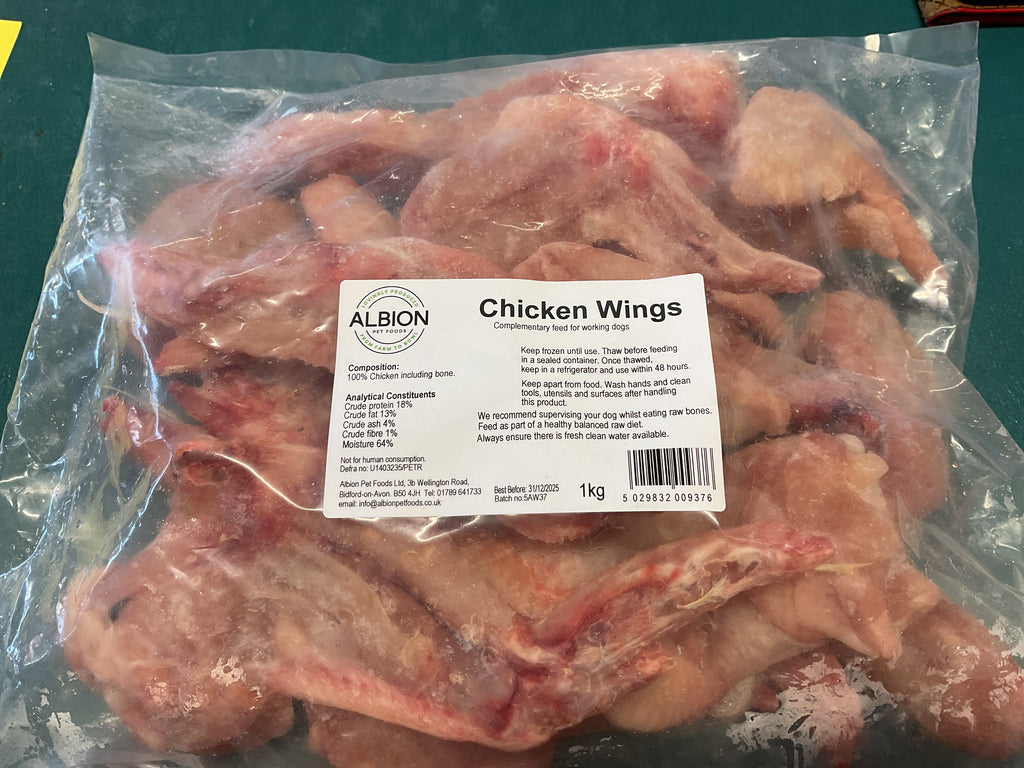 LOVINGLY PRODUCED
ALBION
PET FOODS
FROM FARM TO BOWL
Chicken Wings
Complementary feed for working dogs
Composition:
100% Chicken including bone.
Analytical Constituents
Crude protein 18%
Crude fat 13%
Crude ash 4%
Crude fibre 1%
Moisture 64%
Not for human consumption.
Defra no: U1403235/PETR
Albion Pet Foods Ltd, 3b Wellington Road,
Bidford-on-Avon. B50 4JH Tel: 01789 641733
email: info@albionpetfoods.co.uk
Keep frozen until use. Thaw before feeding
in a sealed container. Once thawed,
keep in a refrigerator and use within 48 hours.
Keep apart from food. Wash hands and clean
tools, utensils and surfaces after handling
this product.
We recommend supervising your dog whilst eating raw bones.
Feed as part of a healthy balanced raw diet.
Always ensure there is fresh clean water available.
Best Before: 31/12/2025
Batch no:5AW37
1kg
5 029832 009376